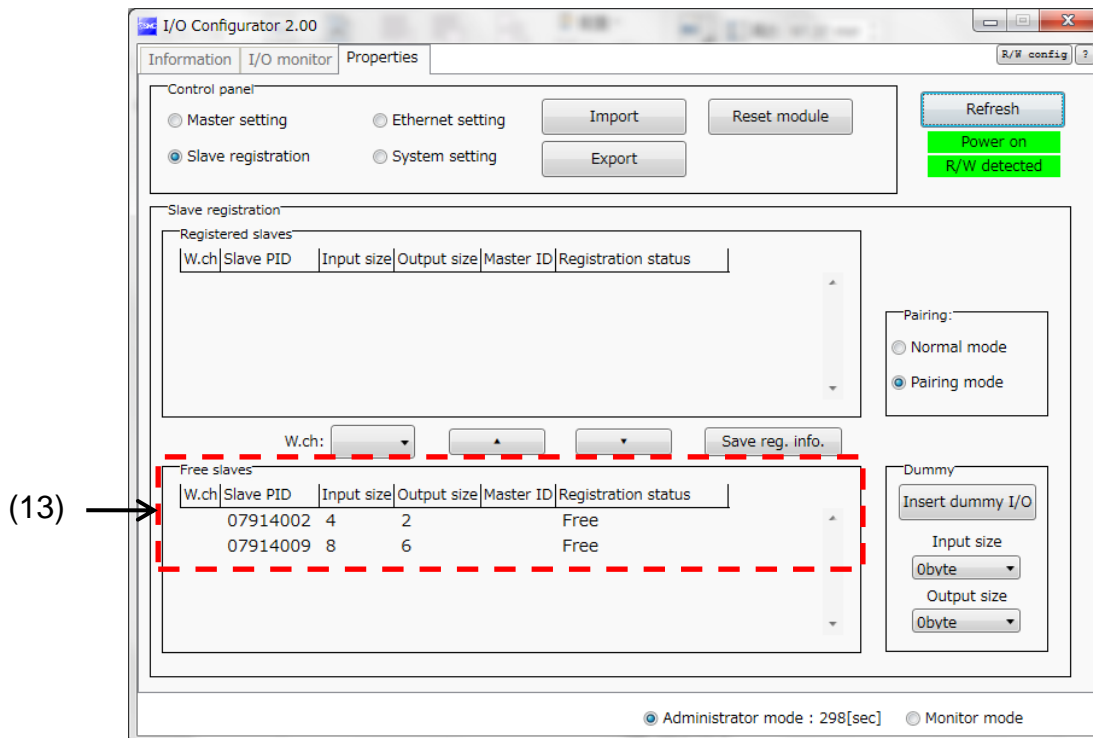 I/O Configurator 2.00
Information I/O monitor Properties R/W config ?
Control panel
Master setting Ethernet setting Import Reset module Refresh
Power on
Slave registration System setting Export R/W detected
Slave registration
Registered slaves
W.ch Slave PID Input size Output size Master ID Registration status
Pairing:
Normal mode
Pairing mode
W.ch: Save reg. info.
Free slaves Dummy
W.ch Slave PID Input size Output size Master ID Registration status Insert dummy I/O
(13)
07914002 4 2 Free
07914009 8 6 Free
Input size
0byte
Output size
0byte
Administrator mode : 298[sec] Monitor mode